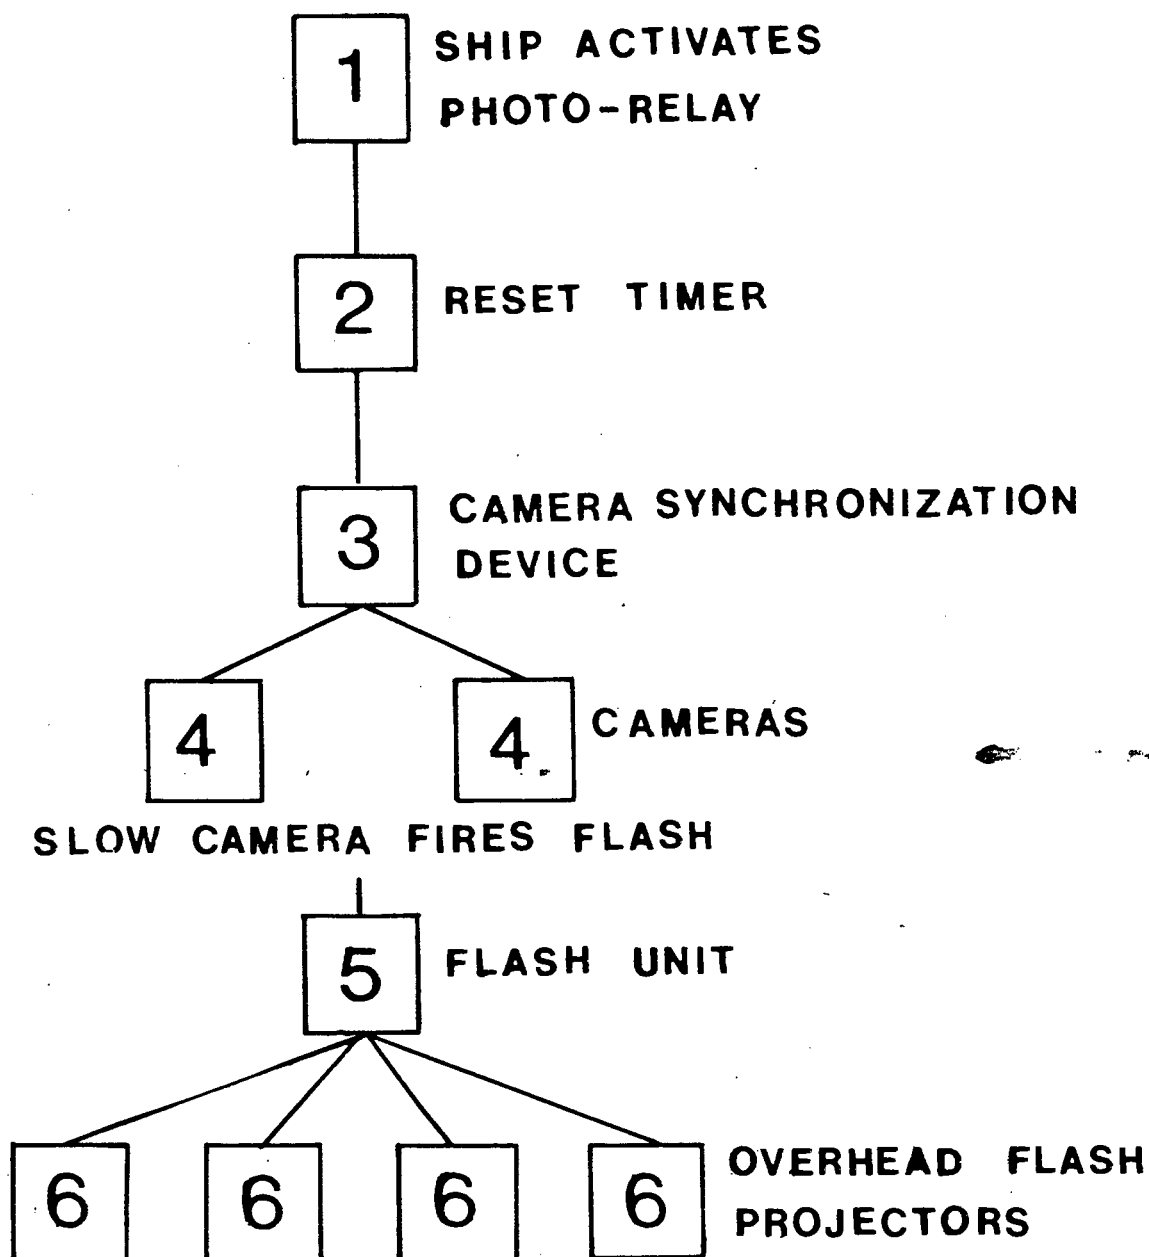 1 SHIP ACTIVATES
PHOTO-RELAY
2 RESET TIMER
3 CAMERA SYNCHRONIZATION
DEVICE
4 4 CAMERAS
SLOW CAMERA FIRES FLASH
5 FLASH UNIT
6 6 6 6 OVERHEAD FLASH
PROJECTORS